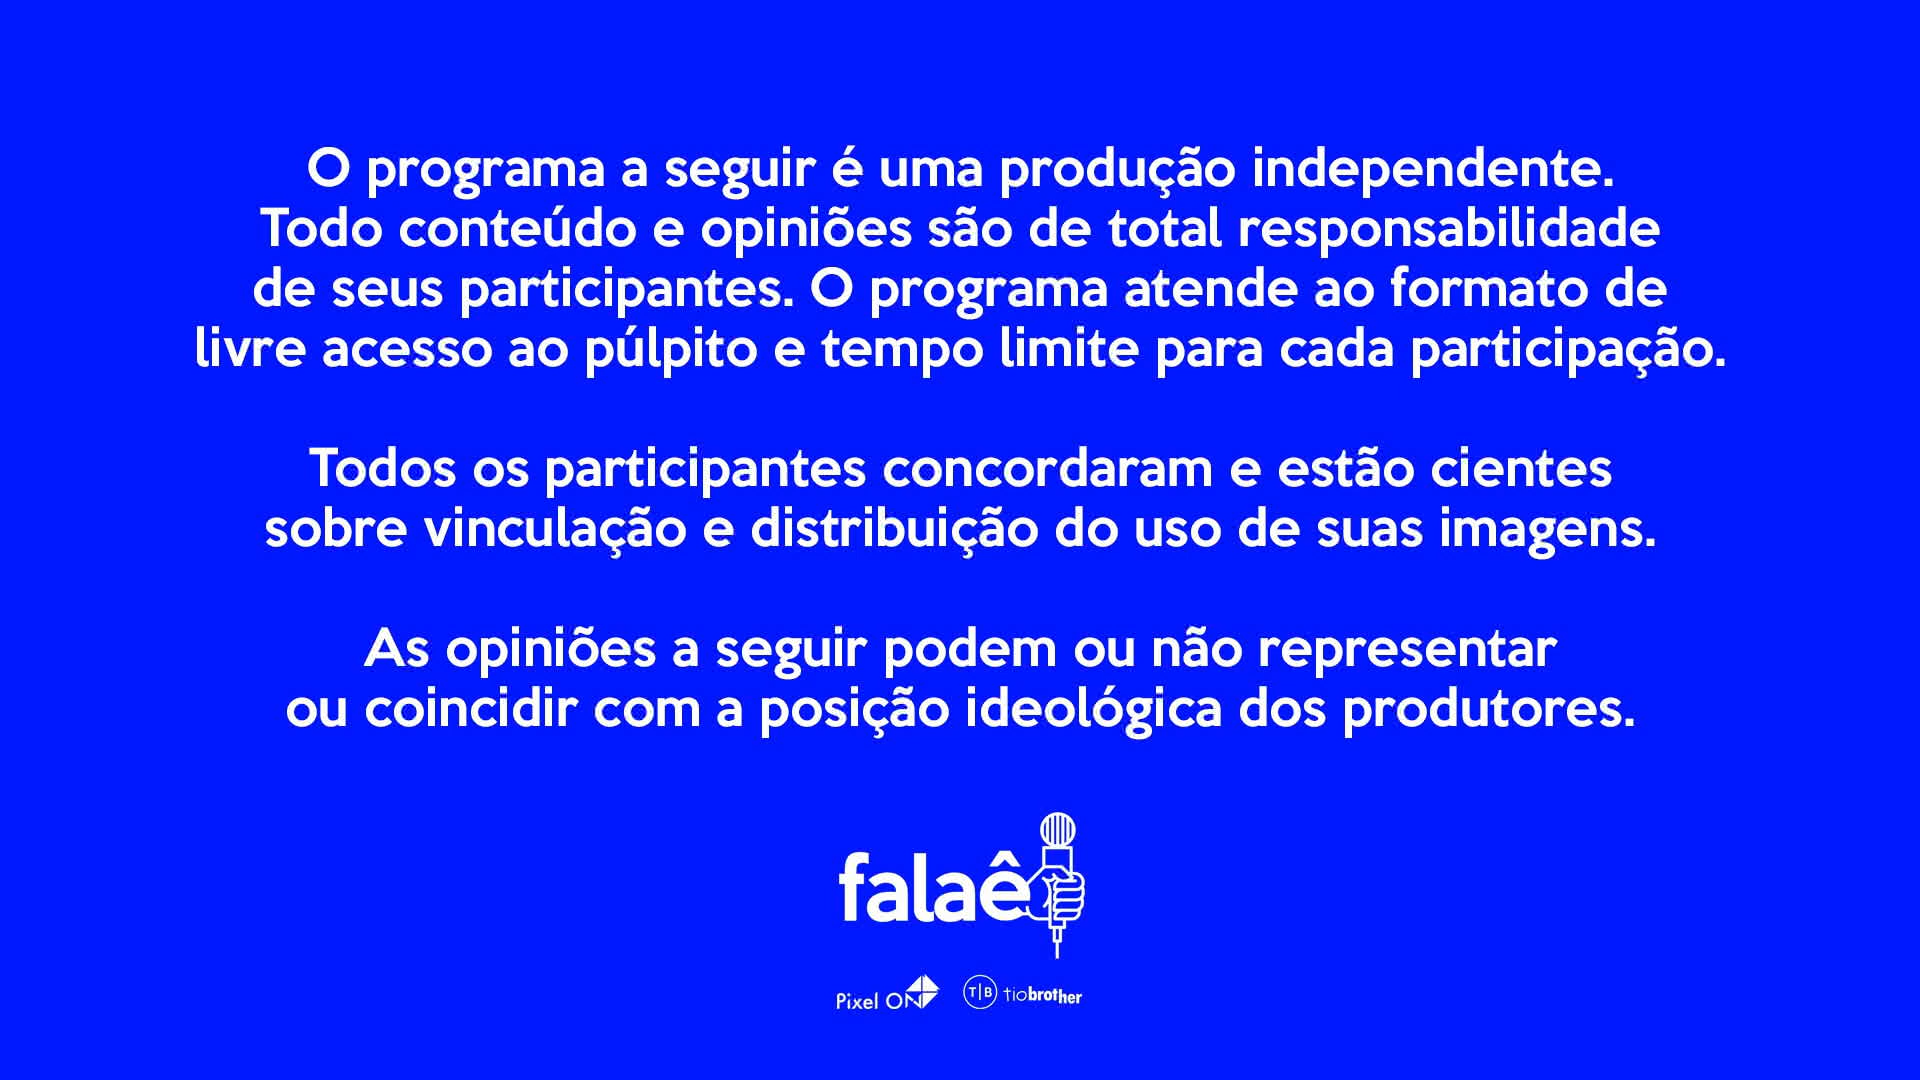 O programa a seguir é uma produção independente.
Todo conteúdo e opiniões são de total responsabilidade
de seus participantes. O programa atende ao formato de
livre acesso ao púlpito e tempo limite para cada participação.
Todos os participantes concordaram e estão cientes
sobre vinculação e distribuição do uso de suas imagens.
As opiniões a seguir podem ou não representar
ou coincidir com a posição ideológica dos produtores.
falaê
Pixel ON
T|B tiobrother